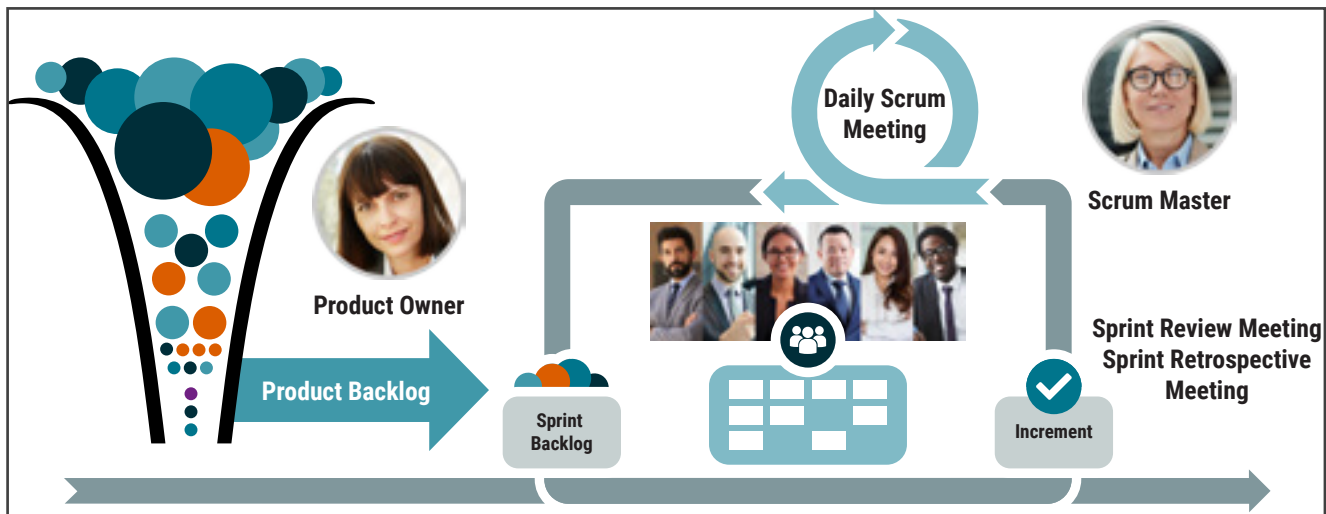 Daily Scrum
Meeting
Scrum Master
Product Owner
Product Backlog
Sprint
Backlog
Increment
Sprint Review Meeting
Sprint Retrospective
Meeting